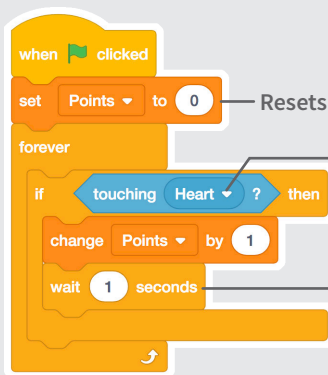 when clicked
set Points to 0
Resets
forever
if touching Heart ? then
change Points by 1
wait 1 seconds